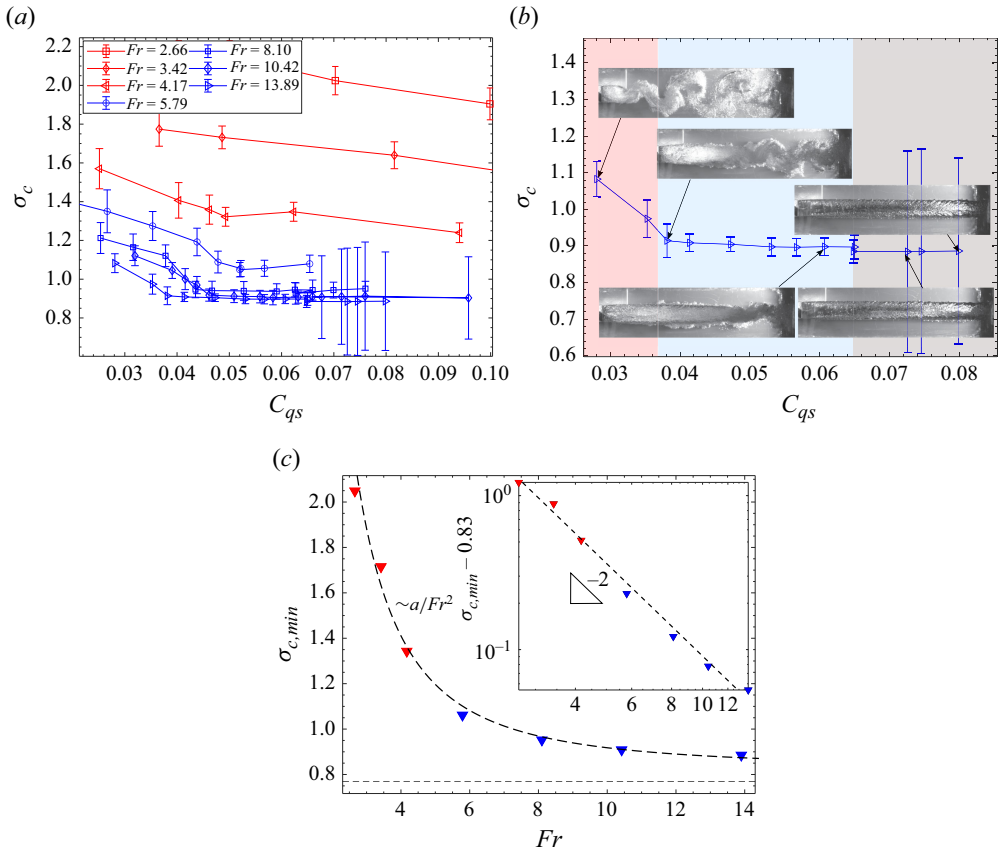 (a)
(b)
2.2
2.0
1.8
1.6
1.4
1.2
1.0
0.8
σc
Fr = 2.66
Fr = 3.42
Fr = 4.17
Fr = 5.79
Fr = 8.10
Fr = 10.42
Fr = 13.89
0.02 0.03 0.04 0.05 0.06 0.07 0.08 0.09 0.10
Cqs
1.4
1.3
1.2
1.1
1.0
0.9
0.8
0.7
0.6
σc
0.03 0.04 0.05 0.06 0.07 0.08
Cqs
(c)
2.0
1.8
1.6
1.4
1.2
1.0
0.8
σc,min
~a/Fr²
4 6 8 10 12 14
Fr
10⁰
10⁻¹
σc,min – 0.83
–2
4 6 8 10 12